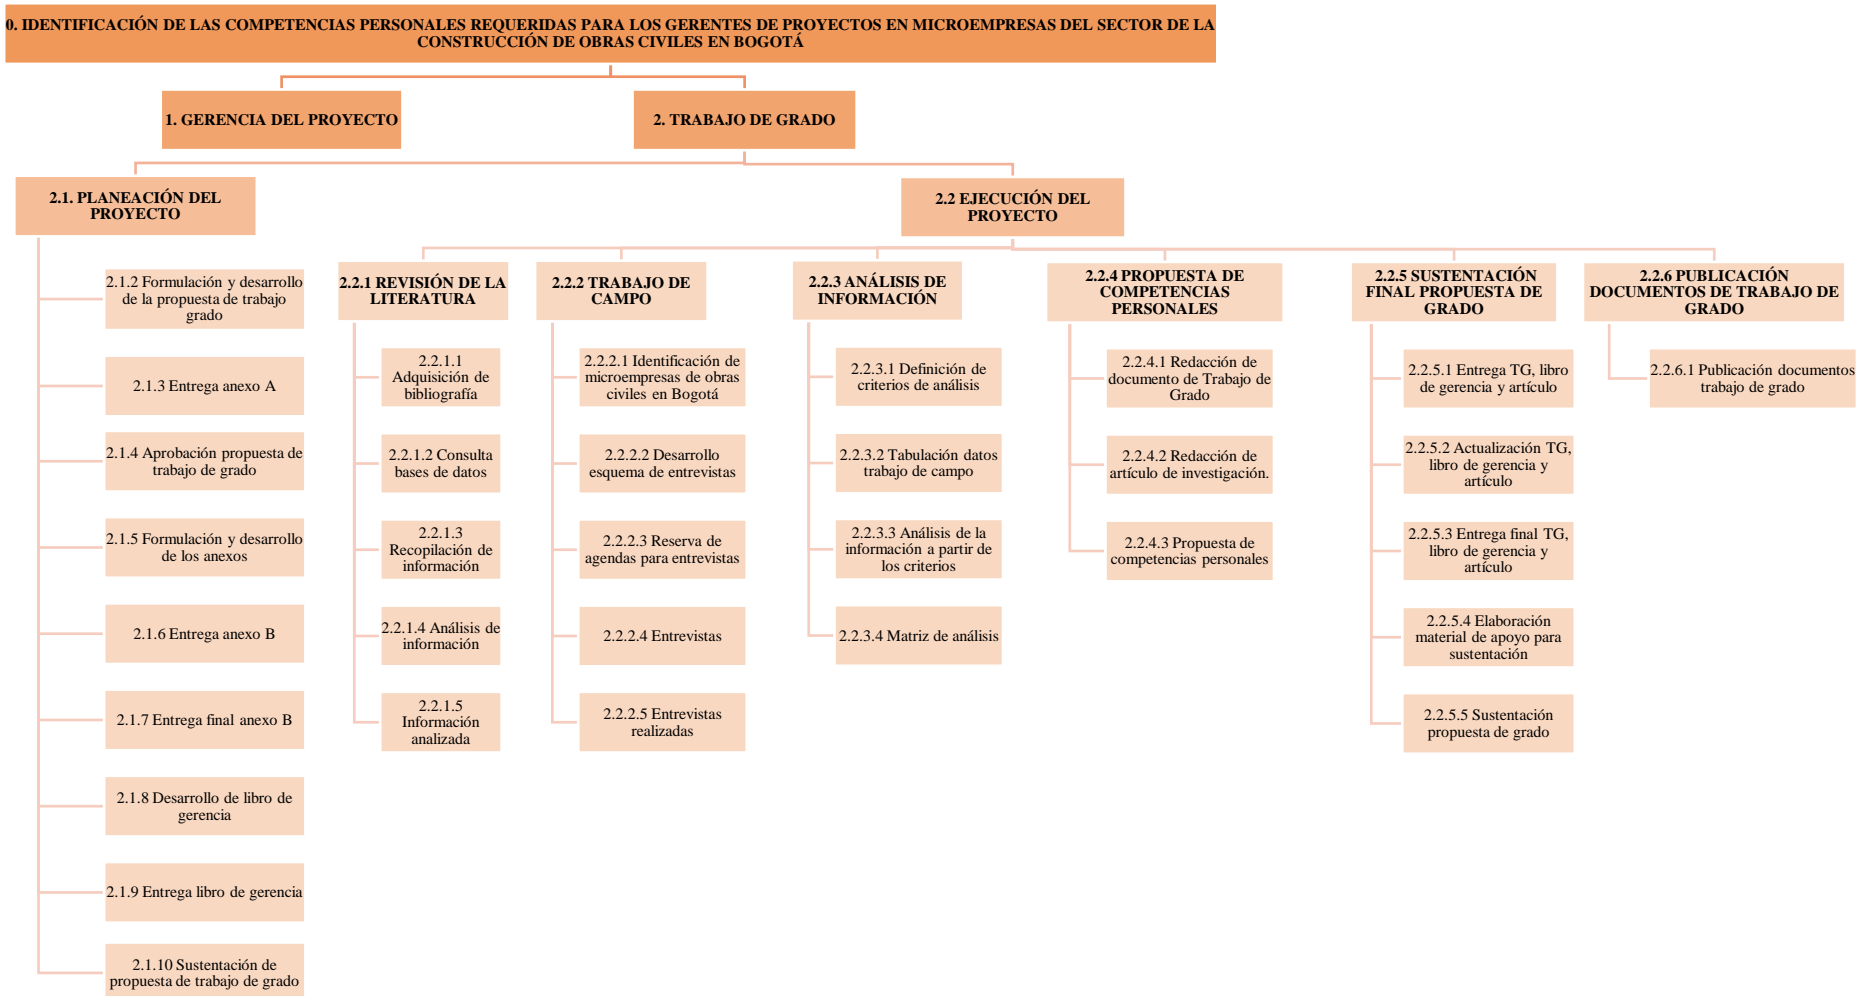 0. IDENTIFICACIÓN DE LAS COMPETENCIAS PERSONALES REQUERIDAS PARA LOS GERENTES DE PROYECTOS EN MICROEMPRESAS DEL SECTOR DE LA
CONSTRUCCIÓN DE OBRAS CIVILES EN BOGOTÁ
1. GERENCIA DEL PROYECTO
2. TRABAJO DE GRADO
2.1. PLANEACIÓN DEL
PROYECTO
2.1.2 Formulación y desarrollo
de la propuesta de trabajo
grado
2.1.3 Entrega anexo A
2.1.4 Aprobación propuesta de
trabajo de grado
2.1.5 Formulación y desarrollo
de los anexos
2.1.6 Entrega anexo B
2.1.7 Entrega final anexo B
2.1.8 Desarrollo de libro de
gerencia
2.1.9 Entrega libro de gerencia
2.1.10 Sustentación de
propuesta de trabajo de grado
2.2 EJECUCIÓN DEL
PROYECTO
2.2.1 REVISIÓN DE LA
LITERATURA
2.2.1.1
Adquisición de
bibliografía
2.2.1.2 Consulta
bases de datos
2.2.1.3
Recopilación de
información
2.2.1.4 Análisis de
información
2.2.1.5
Información
analizada
2.2.2 TRABAJO DE
CAMPO
2.2.2.1 Identificación de
microempresas de obras
civiles en Bogotá
2.2.2.2 Desarrollo
esquema de entrevistas
2.2.2.3 Reserva de
agendas para entrevistas
2.2.2.4 Entrevistas
2.2.2.5 Entrevistas
realizadas
2.2.3 ANÁLISIS DE
INFORMACIÓN
2.2.3.1 Definición de
criterios de análisis
2.2.3.2 Tabulación datos
trabajo de campo
2.2.3.3 Análisis de la
información a partir de
los criterios
2.2.3.4 Matriz de análisis
2.2.4 PROPUESTA DE
COMPETENCIAS
PERSONALES
2.2.4.1 Redacción de
documento de Trabajo de
Grado
2.2.4.2 Redacción de
artículo de investigación.
2.2.4.3 Propuesta de
competencias personales
2.2.5 SUSTENTACIÓN
FINAL PROPUESTA DE
GRADO
2.2.5.1 Entrega TG, libro
de gerencia y artículo
2.2.5.2 Actualización TG,
libro de gerencia y
artículo
2.2.5.3 Entrega final TG,
libro de gerencia y
artículo
2.2.5.4 Elaboración
material de apoyo para
sustentación
2.2.5.5 Sustentación
propuesta de grado
2.2.6 PUBLICACIÓN
DOCUMENTOS DE TRABAJO DE
GRADO
2.2.6.1 Publicación documentos
trabajo de grado